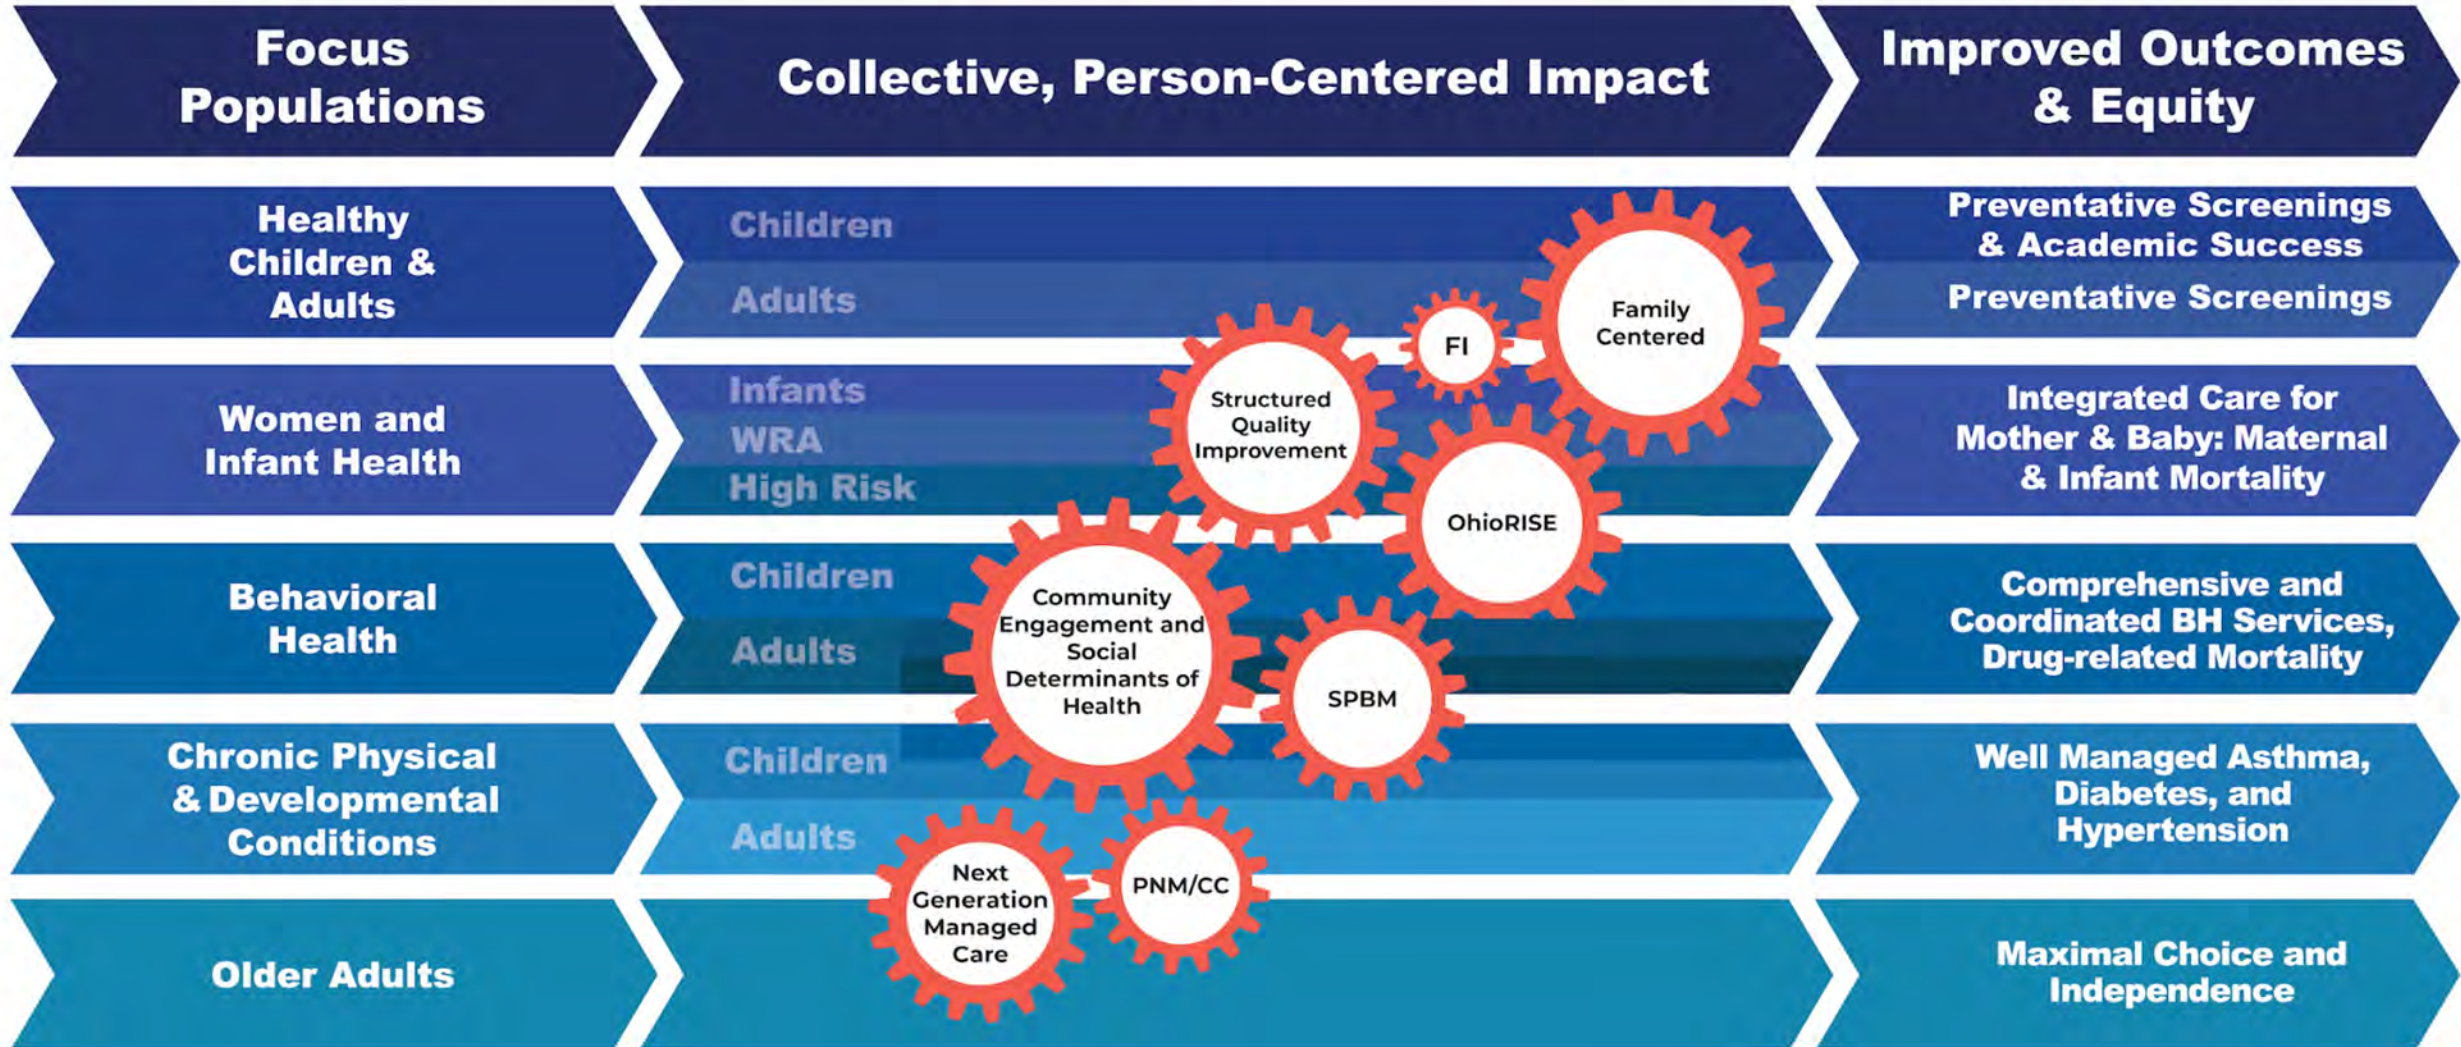 Focus
Populations
Collective, Person-Centered Impact
Improved Outcomes
& Equity
Healthy
Children &
Adults
Children
Adults
Preventative Screenings
& Academic Success
Preventative Screenings
Women and
Infant Health
Infants
WRA
High Risk
Integrated Care for
Mother & Baby: Maternal
& Infant Mortality
Behavioral
Health
Children
Adults
Comprehensive and
Coordinated BH Services,
Drug-related Mortality
Chronic Physical
& Developmental
Conditions
Children
Adults
Well Managed Asthma,
Diabetes, and
Hypertension
Older Adults
Maximal Choice and
Independence
Family
Centered
FI
Structured
Quality
Improvement
OhioRISE
Community
Engagement and
Social
Determinants of
Health
SPBM
Next
Generation
Managed
Care
PNM/CC